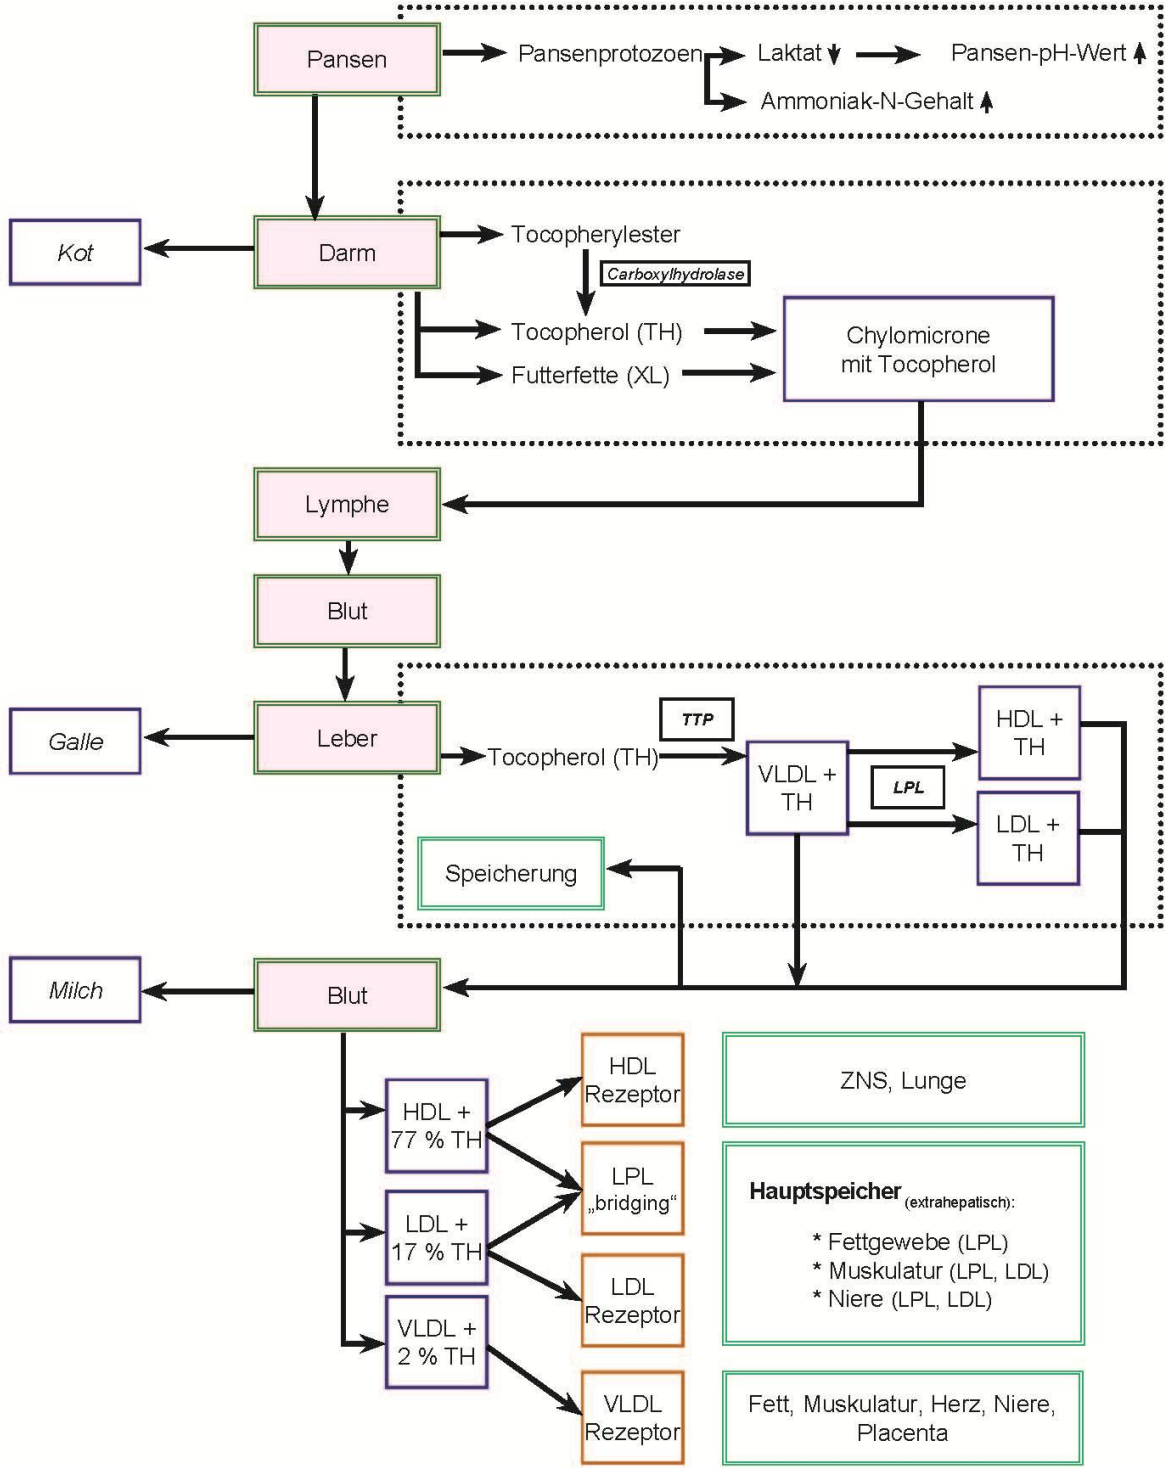 Pansen
Pansenprotozoen
Laktat
Pansen-pH-Wert
Ammoniak-N-Gehalt
Kot
Darm
Tocopherylester
Carboxylhydrolase
Tocopherol (TH)
Futterfette (XL)
Chylomicrone
mit Tocopherol
Lymphe
Blut
Galle
Leber
Tocopherol (TH)
TTP
VLDL +
TH
LPL
HDL +
TH
LDL +
TH
Speicherung
Milch
Blut
HDL +
77 % TH
LDL +
17 % TH
VLDL +
2 % TH
HDL
Rezeptor
LPL
„bridging“
LDL
Rezeptor
VLDL
Rezeptor
ZNS, Lunge
Hauptspeicher (extrahepatisch):
* Fettgewebe (LPL)
* Muskulatur (LPL, LDL)
* Niere (LPL, LDL)
Fett, Muskulatur, Herz, Niere,
Placenta